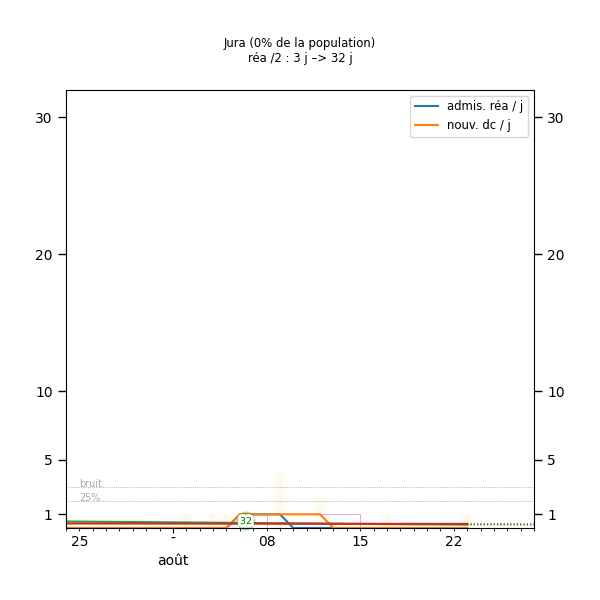 Jura (0% de la population)
réa /2 : 3 j –> 32 j
admis. réa / j
nouv. dc / j
30
30
20
20
10
10
5
5
bruit
25%
1
1
32
25
-
08
15
22
août